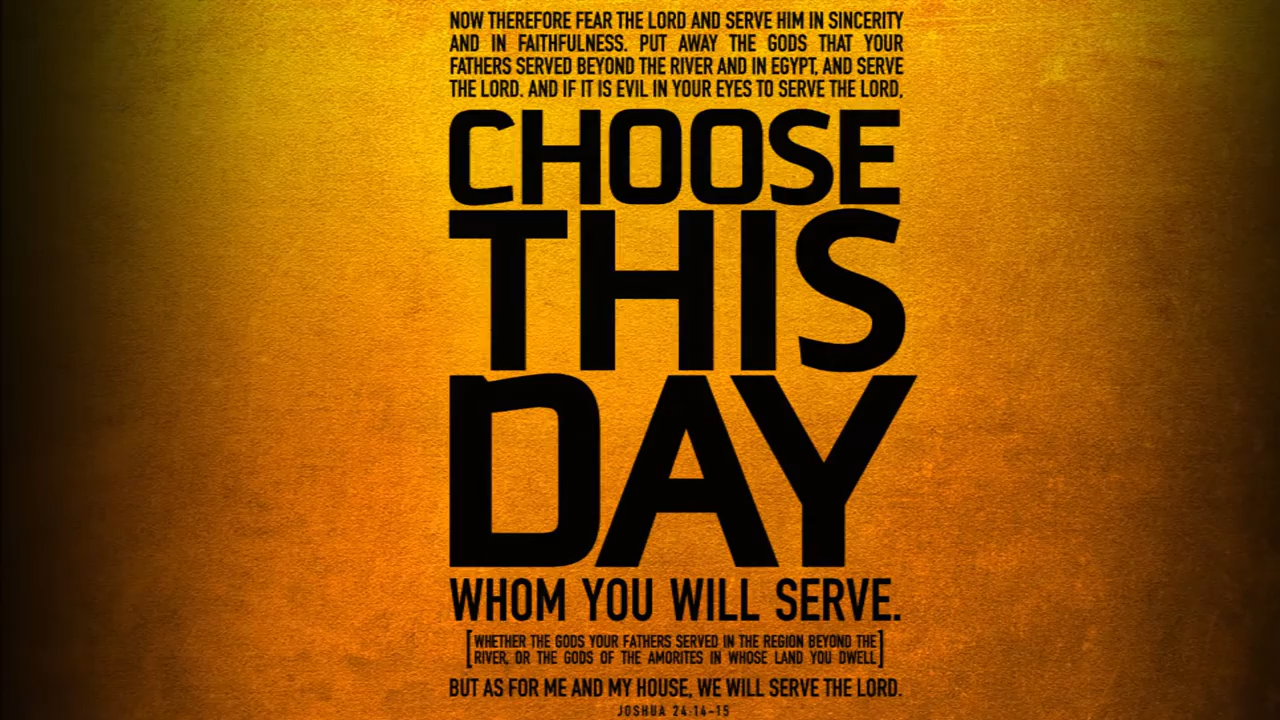 NOW THEREFORE FEAR THE LORD AND SERVE HIM IN SINCERITY
AND IN FAITHFULNESS. PUT AWAY THE GODS THAT YOUR
FATHERS SERVED BEYOND THE RIVER AND IN EGYPT, AND SERVE
THE LORD. AND IF IT IS EVIL IN YOUR EYES TO SERVE THE LORD,
CHOOSE
THIS
DAY
WHOM YOU WILL SERVE.
[WHETHER THE GODS YOUR FATHERS SERVED IN THE REGION BEYOND THE
RIVER, OR THE GODS OF THE AMORITES IN WHOSE LAND YOU DWELL]
BUT AS FOR ME AND MY HOUSE, WE WILL SERVE THE LORD.
JOSHUA 24:14-15